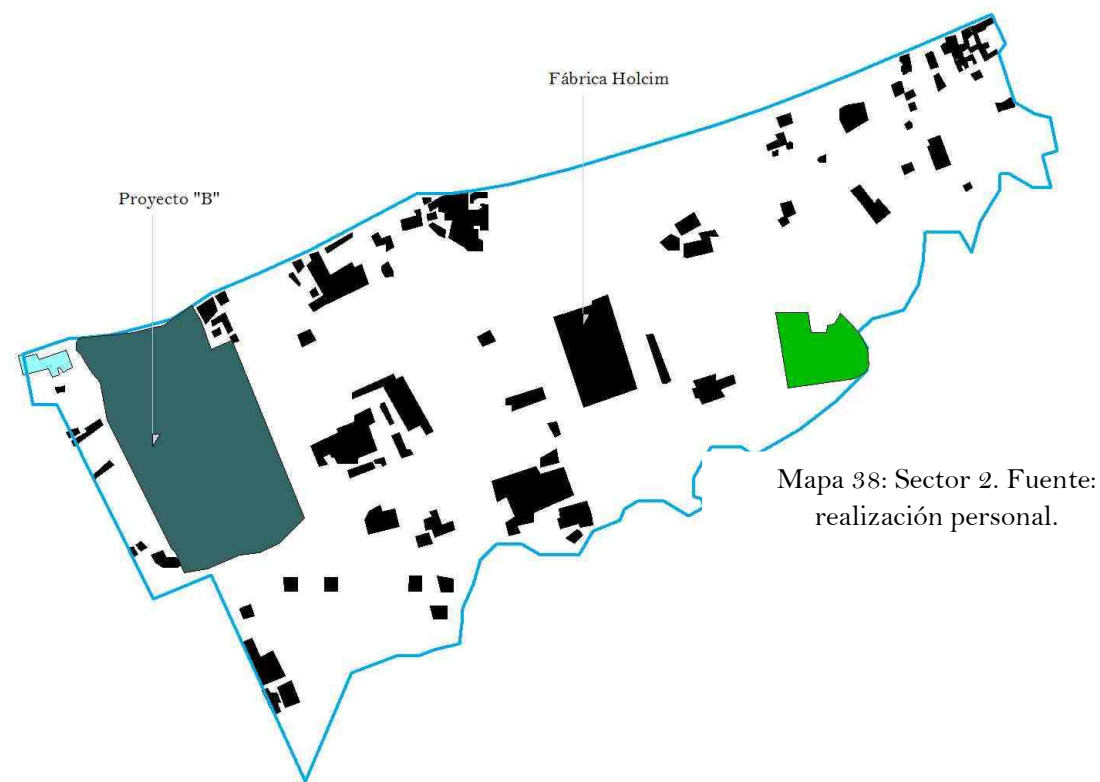 Fábrica Holcim
Proyecto "B"
Mapa 38: Sector 2. Fuente:
realización personal.